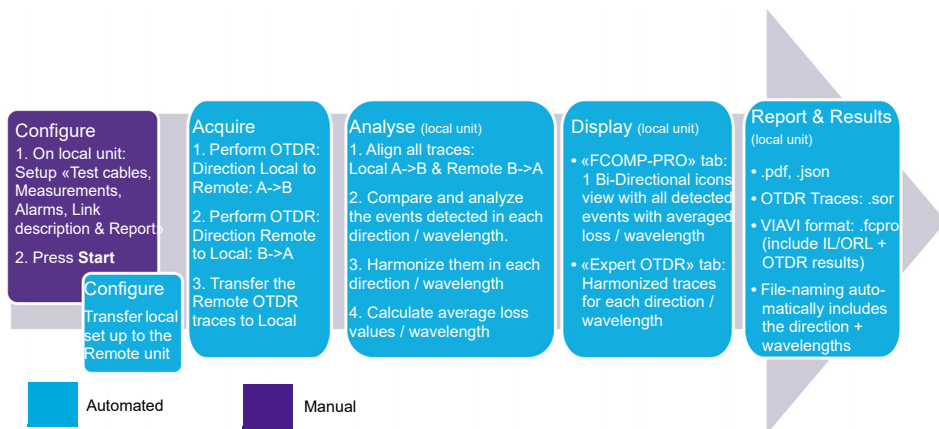 Configure
1. On local unit:
Setup «Test cables,
Measurements,
Alarms, Link
description & Report»
2. Press Start
Configure
Transfer local
set up to the
Remote unit
Acquire
1. Perform OTDR:
Direction Local to
Remote: A->B
2. Perform OTDR:
Direction Remote
to Local: B->A
3. Transfer the
Remote OTDR
traces to Local
Analyse (local unit)
1. Align all traces:
Local A->B & Remote B->A
2. Compare and analyze
the events detected in each
direction / wavelength.
3. Harmonize them in each
direction / wavelength
4. Calculate average loss
values / wavelength
Display (local unit)
• «FCOMP-PRO» tab:
1 Bi-Directional icons
view with all detected
events with averaged
loss / wavelength
• «Expert OTDR» tab:
Harmonized traces
for each direction /
wavelength
Report & Results
(local unit)
• .pdf, .json
• OTDR Traces: .sor
• VIAVI format: .fcpro
(include IL/ORL +
OTDR results)
• File-naming auto-
matically includes
the direction +
wavelengths
Automated
Manual